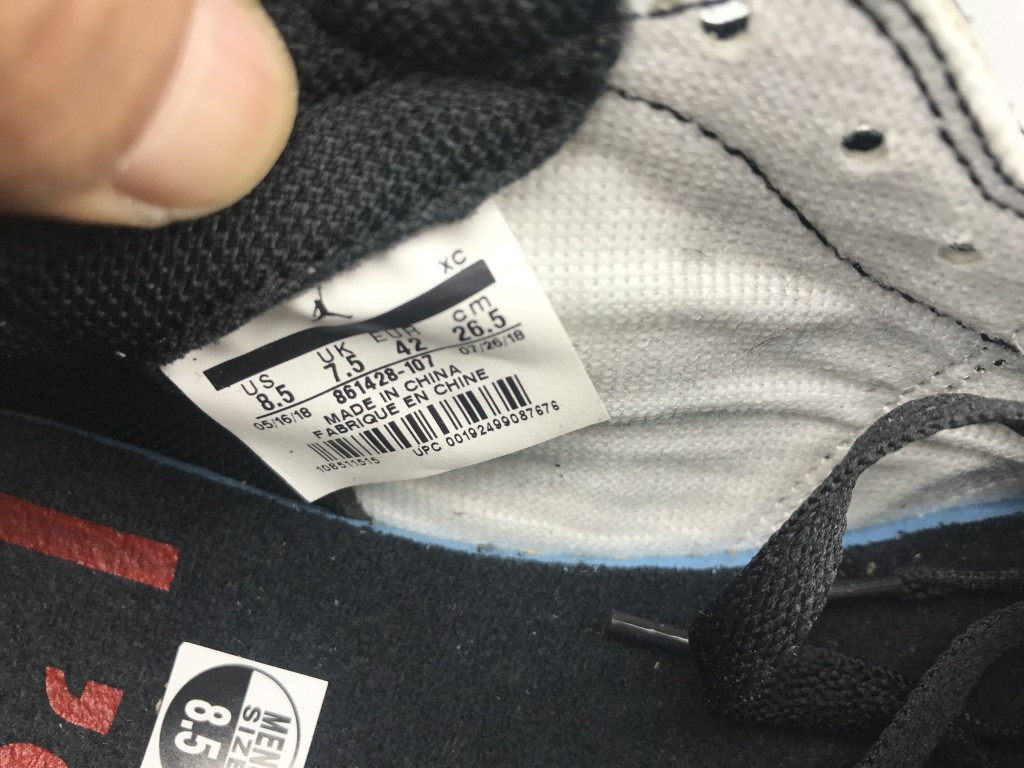 XC
US UK EUR cm
8.5 7.5 42 26.5
05/16/18 861428-107 07/26/18
MADE IN CHINA
FABRIQUE EN CHINE
108511515 UPC 00192499087676
MEN
SIZE
8.5